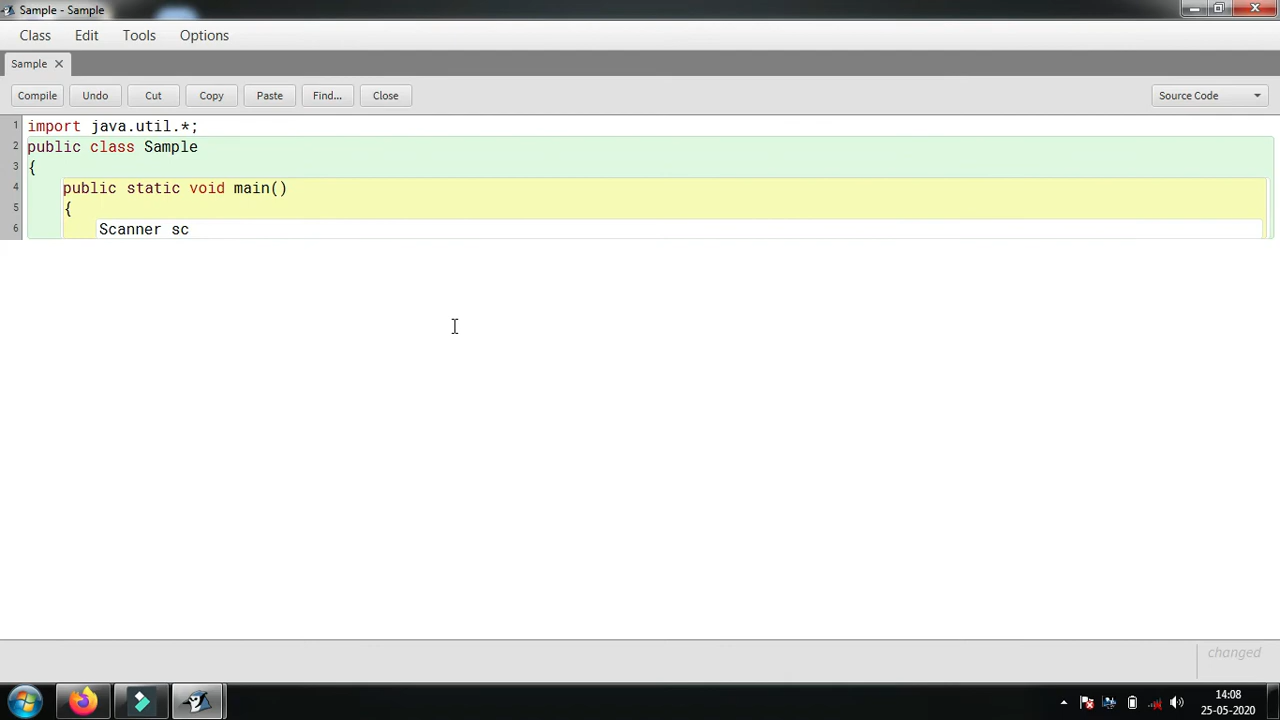 Sample - Sample
Class Edit Tools Options
Sample
Compile Undo Cut Copy Paste Find... Close Source Code
1 import java.util.*;
2 public class Sample
3 {
4 public static void main()
5 {
6 Scanner sc
changed
14:08
25-05-2020